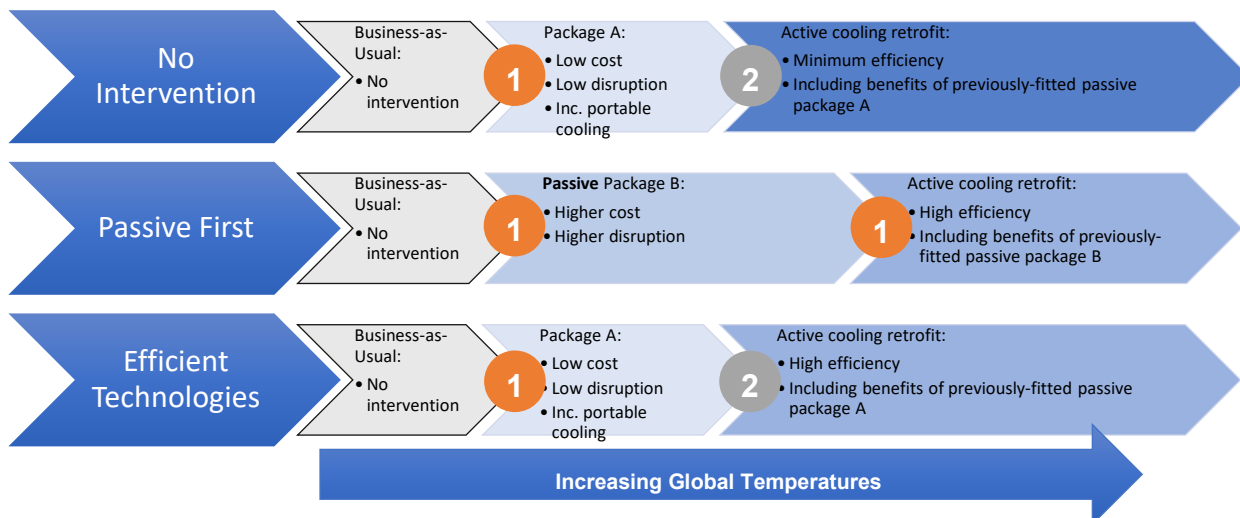 No
Intervention
Business-as-
Usual:
• No
intervention
1
Package A:
• Low cost
• Low disruption
• Inc. portable
cooling
2
Active cooling retrofit:
• Minimum efficiency
• Including benefits of previously-fitted passive
package A
Passive First
Business-as-
Usual:
• No
intervention
1
Passive Package B:
• Higher cost
• Higher disruption
1
Active cooling retrofit:
• High efficiency
• Including benefits of previously-
fitted passive package B
Efficient
Technologies
Business-as-
Usual:
• No
intervention
1
Package A:
• Low cost
• Low disruption
• Inc. portable
cooling
2
Active cooling retrofit:
• High efficiency
• Including benefits of previously-fitted passive
package A
Increasing Global Temperatures